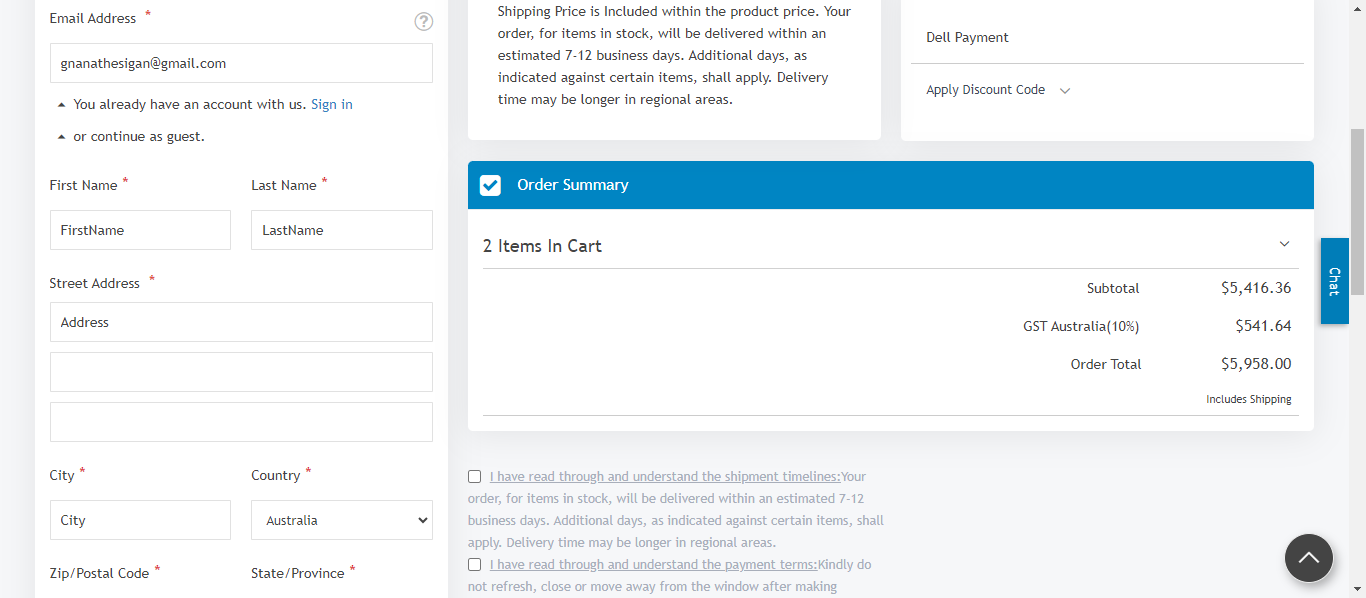 Email Address *
?
gnanathesigan@gmail.com
You already have an account with us. Sign in
or continue as guest.
First Name *
Last Name *
FirstName
LastName
Street Address *
Address
City *
Country *
City
Australia
Zip/Postal Code *
State/Province *
Shipping Price is Included within the product price. Your
order, for items in stock, will be delivered within an
estimated 7-12 business days. Additional days, as
indicated against certain items, shall apply. Delivery
time may be longer in regional areas.
Dell Payment
Apply Discount Code
Order Summary
2 Items In Cart
Subtotal $5,416.36
GST Australia(10%) $541.64
Order Total $5,958.00
Includes Shipping
I have read through and understand the shipment timelines:Your
order, for items in stock, will be delivered within an estimated 7-12
business days. Additional days, as indicated against certain items, shall
apply. Delivery time may be longer in regional areas.
I have read through and understand the payment terms:Kindly do
not refresh, close or move away from the window after making
Chat